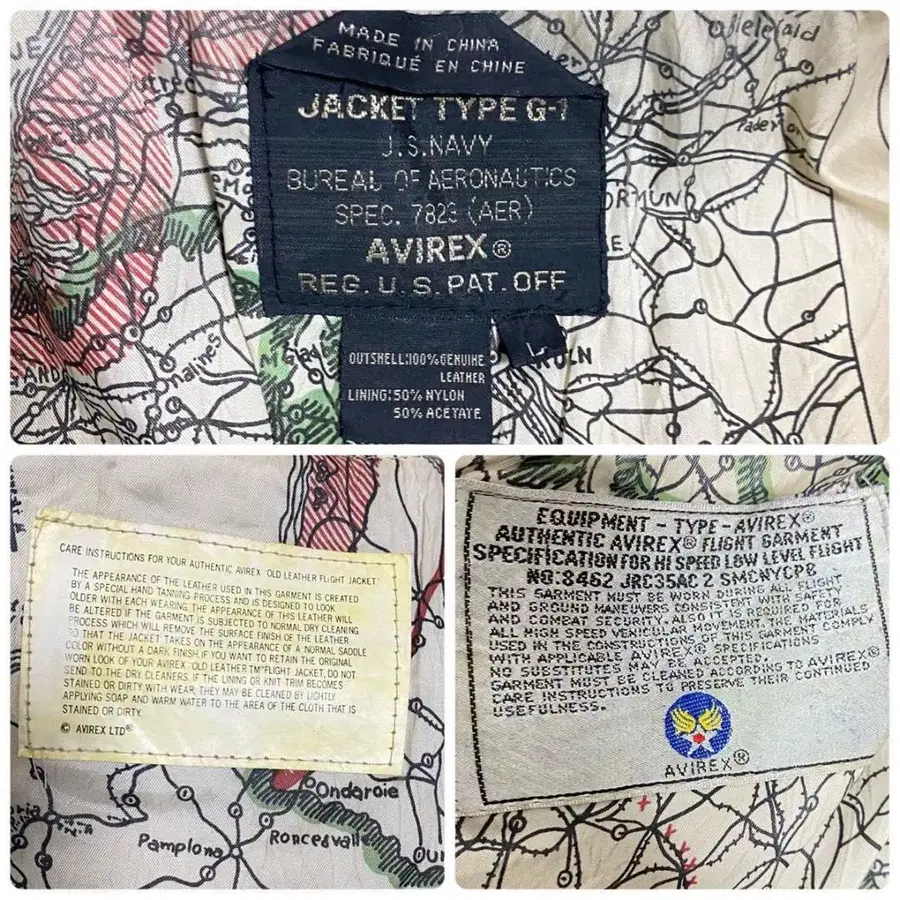 MADE IN CHINA
FABRIQUÉ EN CHINE
JACKET TYPE G-1
U.S.NAVY
BUREAU OF AERONAUTICS
SPEC. 7823 (AER)
AVIREX®
REG. U.S. PAT. OFF
L
OUTSHELL:100% GENUINE
LEATHER
LINING:50% NYLON
50% ACETATE
Malines
CARE INSTRUCTIONS FOR YOUR AUTHENTIC AVIREX "OLD LEATHER FLIGHT JACKET"
THE APPEARANCE OF THE LEATHER USED IN THIS GARMENT IS CREATED
BY A SPECIAL HAND TANNING PROCESS AND IS DESIGNED TO LOOK
OLDER WITH EACH WEARING. THE APPEARANCE OF THIS LEATHER WILL
BE ALTERED IF THE GARMENT IS SUBJECTED TO NORMAL DRY CLEANING
PROCESS WHICH WILL REMOVE THE SURFACE FINISH OF THE LEATHER
SO THAT THE JACKET TAKES ON THE APPEARANCE OF A NORMAL SADDLE
COLOR WITHOUT A DARK FINISH. IF YOU WANT TO RETAIN THE ORIGINAL
WORN LOOK OF YOUR AVIREX "OLD LEATHER TM" FLIGHT JACKET, DO NOT
SEND TO THE DRY CLEANERS. IF THE LINING OR KNIT TRIM BECOMES
STAINED OR DIRTY WITH WEAR, THEY MAY BE CLEANED BY LIGHTLY
APPLYING SOAP AND WARM WATER TO THE AREA OF THE CLOTH THAT IS
STAINED OR DIRTY.
© AVIREX LTD®
Ondaroie
Pamplona
Roncedvalle
EQUIPMENT - TYPE - AVIREX®
AUTHENTIC AVIREX® FLIGHT GARMENT
SPECIFICATION FOR HI SPEED LOW LEVEL FLIGHT
NO:8462 JRC35AC 2 SMCNYCPB
THIS GARMENT MUST BE WORN DURING ALL FLIGHT
AND GROUND MANEUVERS CONSISTENT WITH SAFETY
AND COMBAT SECURITY. ALSO IT IS REQUIRED FOR
ALL HIGH SPEED VEHICULAR MOVEMENT. THE MATERIALS
USED IN THE CONSTRUCTIONS OF THIS GARMENT COMPLY
WITH APPLICABLE AVIREX® SPECIFICATIONS
NO SUBSTITUTES MAY BE ACCEPTED.
GARMENT MUST BE CLEANED ACCORDING TO AVIREX®
CARE INSTRUCTIONS TO PRESERVE THEIR CONTINUED
USEFULNESS.
AVIREX®